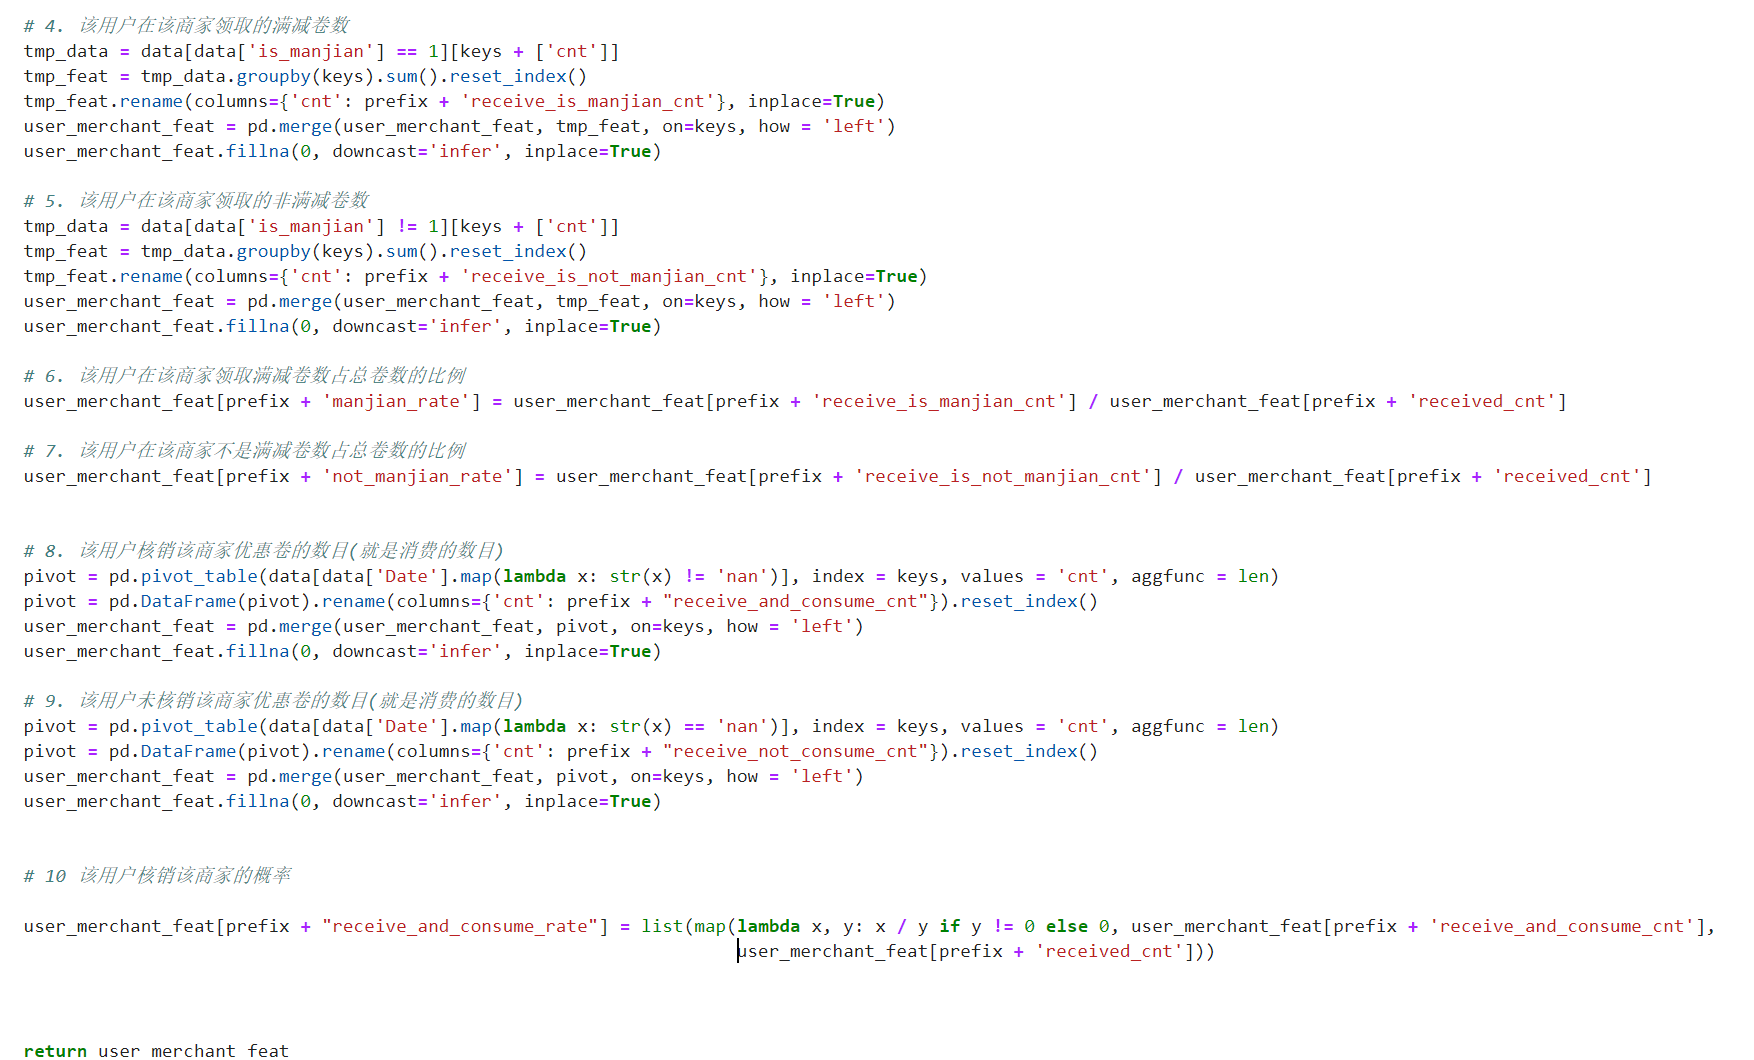 # 4. 该用户在该商家领取的满减卷数
tmp_data = data[data['is_manjian'] == 1][keys + ['cnt']]
tmp_feat = tmp_data.groupby(keys).sum().reset_index()
tmp_feat.rename(columns={'cnt': prefix + 'receive_is_manjian_cnt'}, inplace=True)
user_merchant_feat = pd.merge(user_merchant_feat, tmp_feat, on=keys, how = 'left')
user_merchant_feat.fillna(0, downcast='infer', inplace=True)
# 5. 该用户在该商家领取的非满减卷数
tmp_data = data[data['is_manjian'] != 1][keys + ['cnt']]
tmp_feat = tmp_data.groupby(keys).sum().reset_index()
tmp_feat.rename(columns={'cnt': prefix + 'receive_is_not_manjian_cnt'}, inplace=True)
user_merchant_feat = pd.merge(user_merchant_feat, tmp_feat, on=keys, how = 'left')
user_merchant_feat.fillna(0, downcast='infer', inplace=True)
# 6. 该用户在该商家领取满减卷数占总卷数的比例
user_merchant_feat[prefix + 'manjian_rate'] = user_merchant_feat[prefix + 'receive_is_manjian_cnt'] / user_merchant_feat[prefix + 'received_cnt']
# 7. 该用户在该商家不是满减卷数占总卷数的比例
user_merchant_feat[prefix + 'not_manjian_rate'] = user_merchant_feat[prefix + 'receive_is_not_manjian_cnt'] / user_merchant_feat[prefix + 'received_cnt']
# 8. 该用户核销该商家优惠卷的数目(就是消费的数目)
pivot = pd.pivot_table(data[data['Date'].map(lambda x: str(x) != 'nan')], index = keys, values = 'cnt', aggfunc = len)
pivot = pd.DataFrame(pivot).rename(columns={'cnt': prefix + "receive_and_consume_cnt"}).reset_index()
user_merchant_feat = pd.merge(user_merchant_feat, pivot, on=keys, how = 'left')
user_merchant_feat.fillna(0, downcast='infer', inplace=True)
# 9. 该用户未核销该商家优惠卷的数目(就是消费的数目)
pivot = pd.pivot_table(data[data['Date'].map(lambda x: str(x) == 'nan')], index = keys, values = 'cnt', aggfunc = len)
pivot = pd.DataFrame(pivot).rename(columns={'cnt': prefix + "receive_not_consume_cnt"}).reset_index()
user_merchant_feat = pd.merge(user_merchant_feat, pivot, on=keys, how = 'left')
user_merchant_feat.fillna(0, downcast='infer', inplace=True)
# 10 该用户核销该商家的概率
user_merchant_feat[prefix + "receive_and_consume_rate"] = list(map(lambda x, y: x / y if y != 0 else 0, user_merchant_feat[prefix + 'receive_and_consume_cnt'],
user_merchant_feat[prefix + 'received_cnt']))
return user_merchant_feat